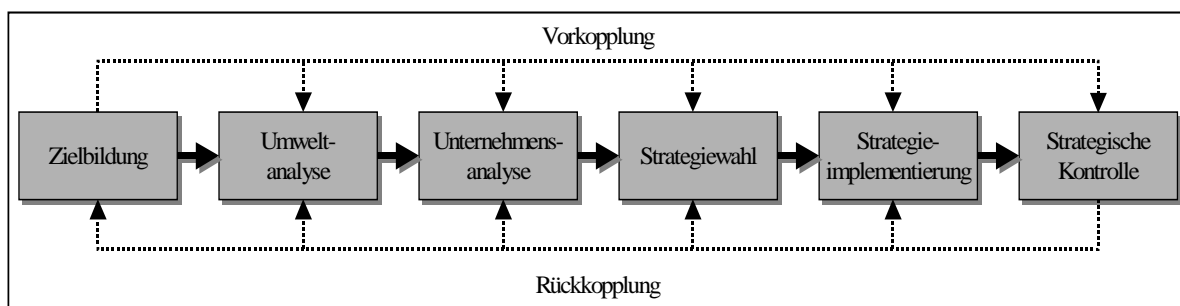 Vorkopplung
Zielbildung
Umwelt-
analyse
Unternehmens-
analyse
Strategiewahl
Strategie-
implementierung
Strategische
Kontrolle
Rückkopplung